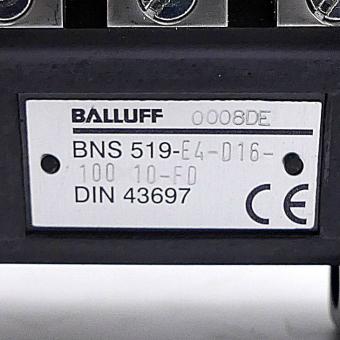 BALLUFF 0008DE
BNS 519-E4-D16-
100 10-FD
DIN 43697
CE